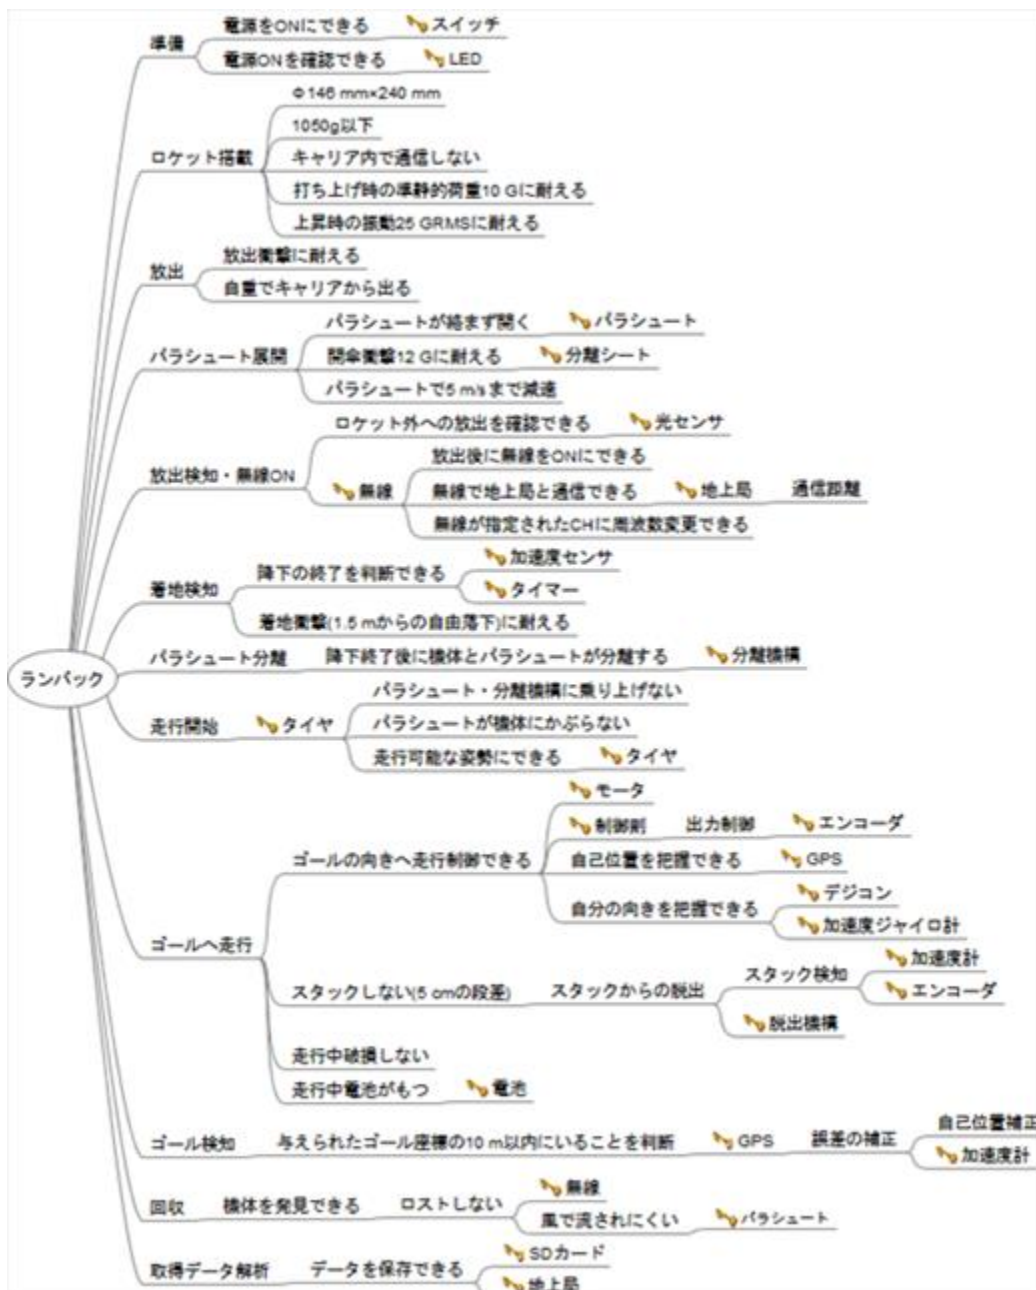 電源をONにできる スイッチ
準備
電源ONを確認できる LED
Φ146 mm×240 mm
1050g以下
ロケット搭載 キャリア内で通信しない
打ち上げ時の準静的荷重10 Gに耐える
上昇時の振動25 GRMSに耐える
放出衝撃に耐える
放出
自重でキャリアから出る
パラシュートが絡まず開く パラシュート
パラシュート展開 開傘衝撃12 Gに耐える 分離シート
パラシュートで5 m/sまで減速
ロケット外への放出を確認できる 光センサ
放出後に無線をONにできる
放出検知・無線ON 無線 無線で地上局と通信できる 地上局 通信距離
無線が指定されたCHに周波数変更できる
加速度センサ
降下の終了を判断できる
着地検知 タイマー
着地衝撃(1.5 mからの自由落下)に耐える
パラシュート分離 降下終了後に機体とパラシュートが分離する 分離機構
ランバック
パラシュート・分離機構に乗り上げない
走行開始 タイヤ パラシュートが機体にかぶらない
走行可能な姿勢にできる タイヤ
モータ
制御則 出力制御 エンコーダ
ゴールの向きへ走行制御できる 自己位置を把握できる GPS
デジコン
自分の向きを把握できる
加速度ジャイロ計
ゴールへ走行
加速度計
スタック検知
スタックしない(5 cmの段差) スタックからの脱出 エンコーダ
脱出機構
走行中破損しない
走行中電池がもつ 電池
自己位置補正
ゴール検知 与えられたゴール座標の10 m以内にいることを判断 GPS 誤差の補正
加速度計
無線
回収 機体を発見できる ロストしない
風で流されにくい パラシュート
SDカード
取得データ解析 データを保存できる
地上局